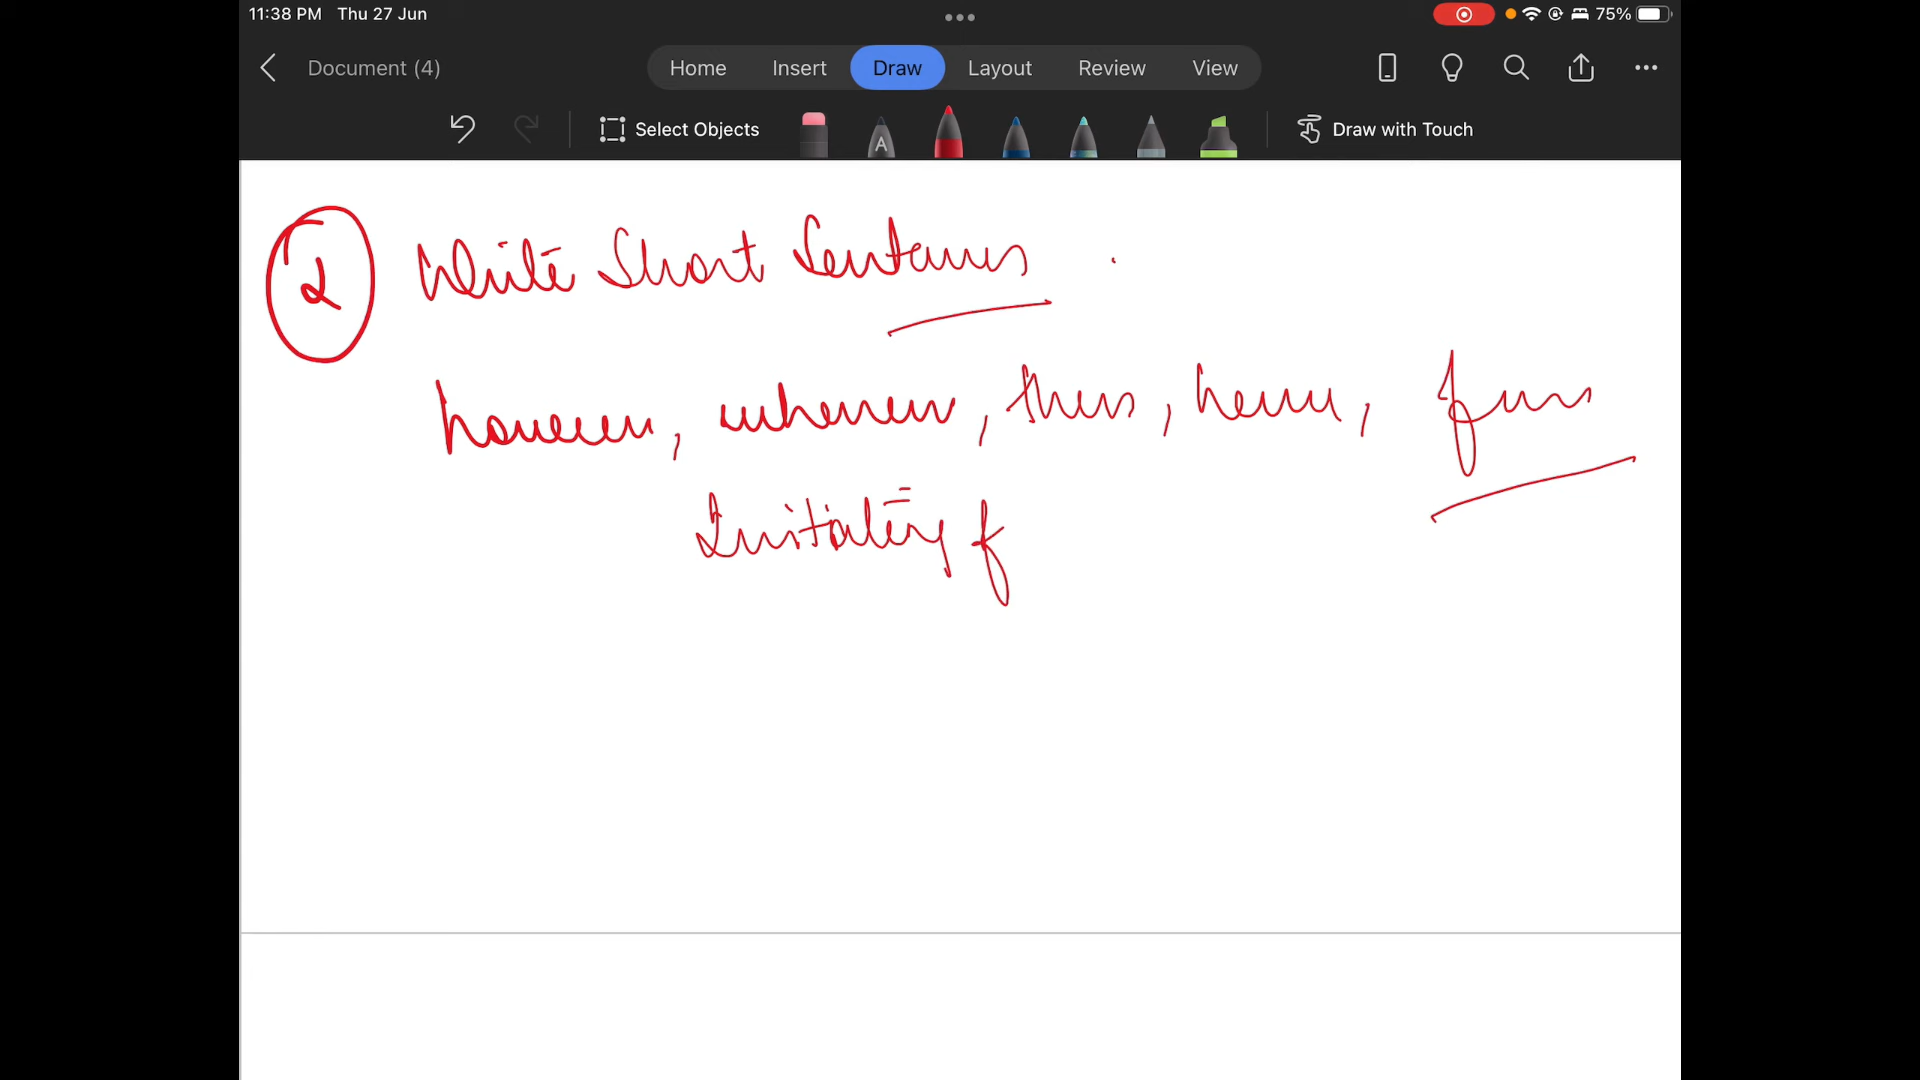 11:38 PM Thu 27 Jun 75%
Document (4) Home Insert Draw Layout Review View
Select Objects A Draw with Touch
2 Write Short Sentences
however, whenever, thus, hence,
Initiating f